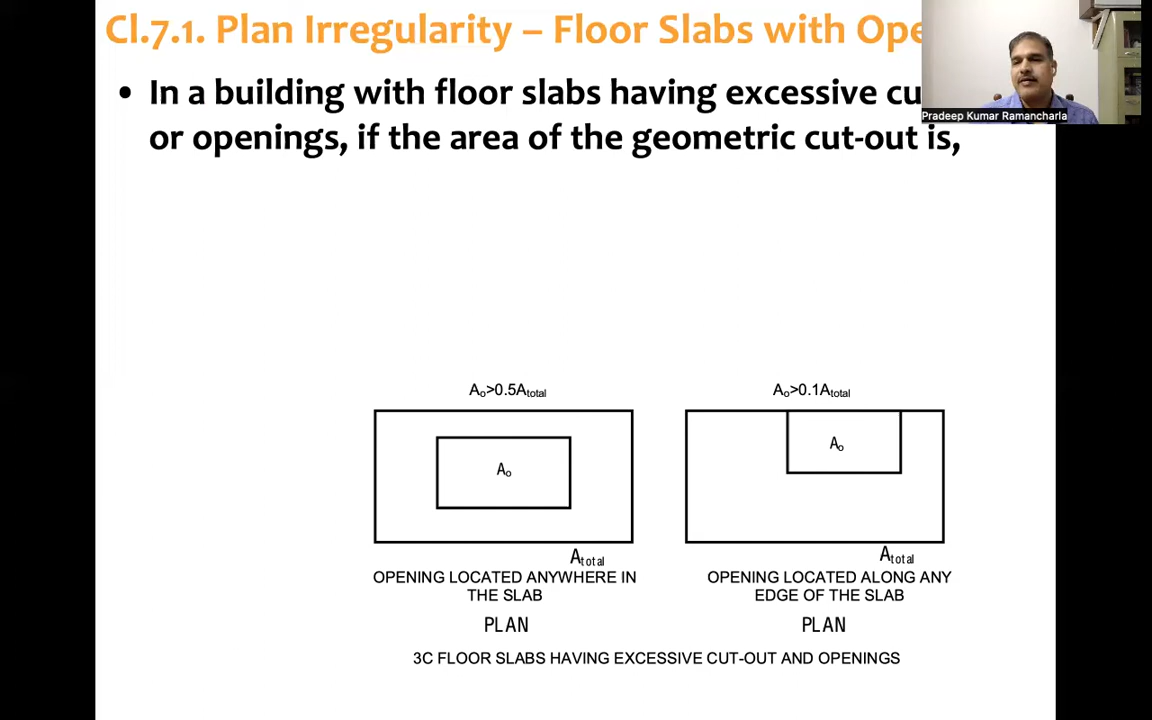 Cl.7.1. Plan Irregularity – Floor Slabs with Ope
Pradeep Kumar Ramancharla
• In a building with floor slabs having excessive cu
or openings, if the area of the geometric cut-out is,
Ao>0.5Atotal
Ao>0.1Atotal
Ao
Ao
Atotal
Atotal
OPENING LOCATED ANYWHERE IN
THE SLAB
OPENING LOCATED ALONG ANY
EDGE OF THE SLAB
PLAN
PLAN
3C FLOOR SLABS HAVING EXCESSIVE CUT-OUT AND OPENINGS